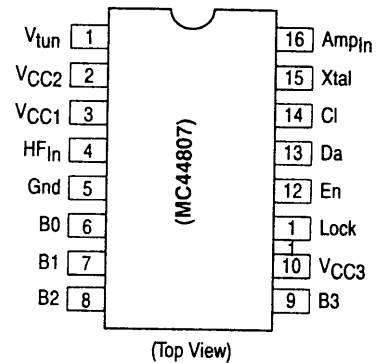 Vtun 1
VCC2 2
VCC1 3
HFIn 4
Gnd 5
B0 6
B1 7
B2 8
(MC44807)
16 AmpIn
15 Xtal
14 Cl
13 Da
12 En
11 Lock
10 VCC3
9 B3
(Top View)